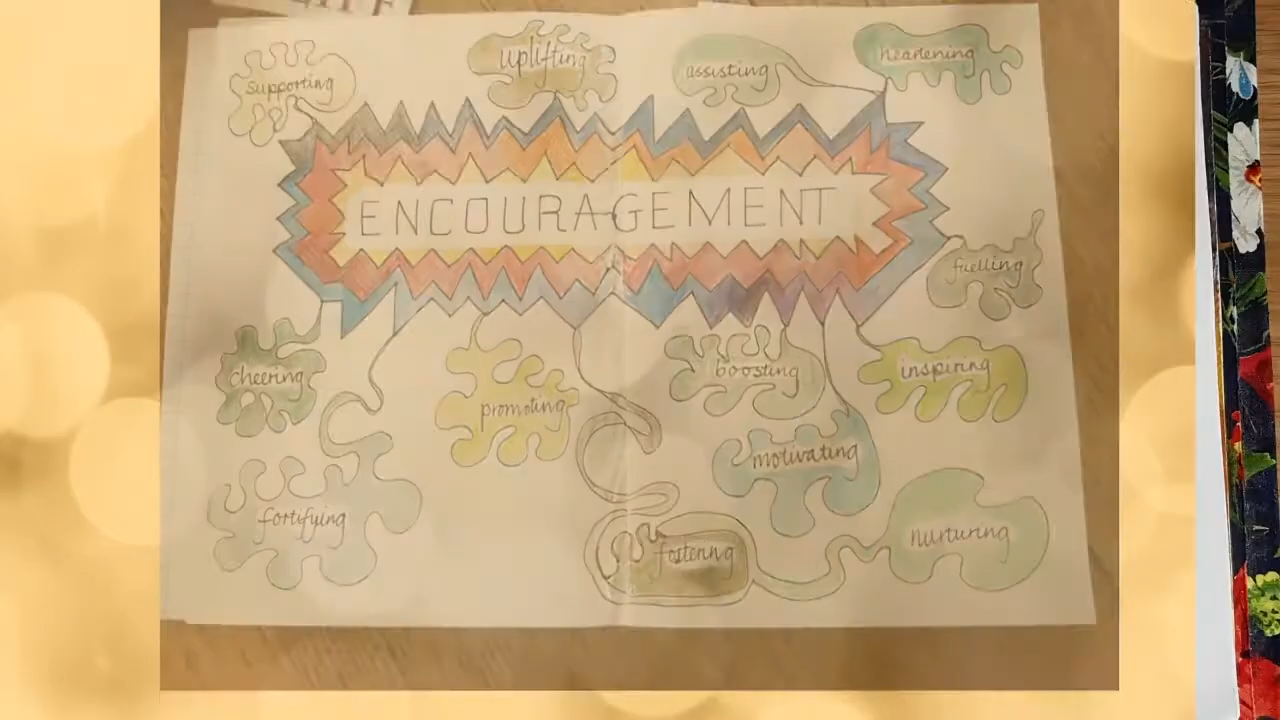 supporting
uplifting
assisting
heartening
ENCOURAGEMENT
fuelling
cheering
promoting
boosting
inspiring
motivating
fortifying
fostering
nurturing